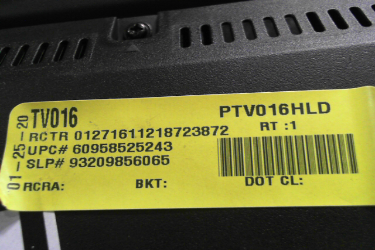 01-25-20
TV016
PTV016HLD
RCTR 01271611218723872
RT :1
UPC# 60958525243
SLP# 93209856065
RCRA:
BKT:
DOT CL: